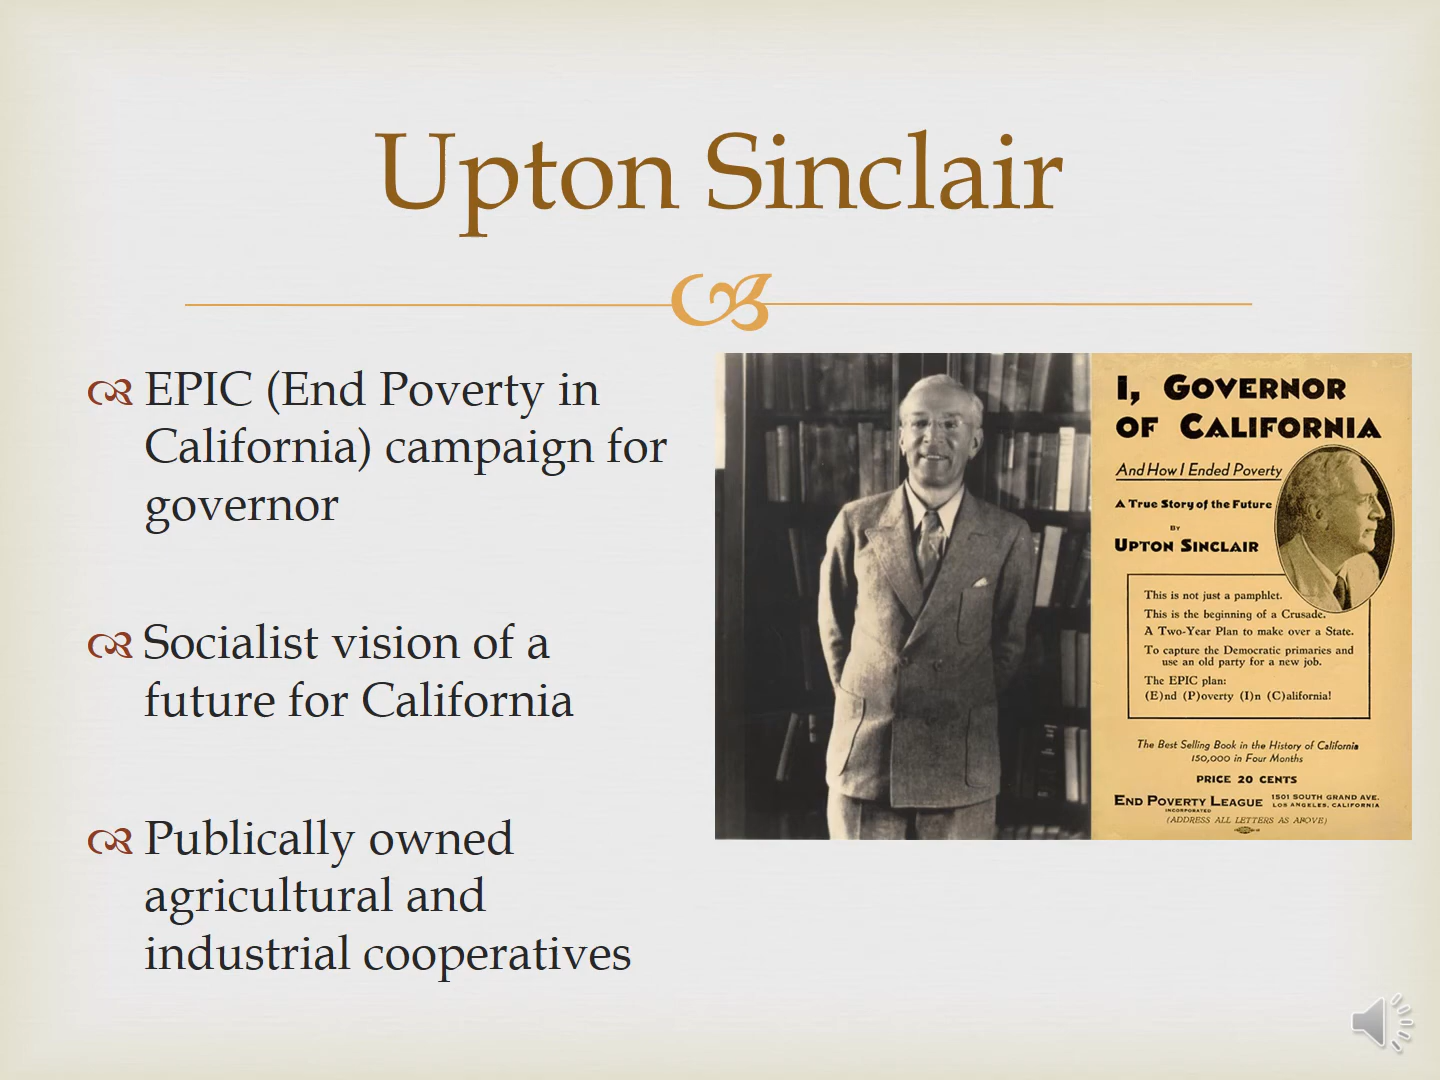 Upton Sinclair
EPIC (End Poverty in
California) campaign for
governor
Socialist vision of a
future for California
Publically owned
agricultural and
industrial cooperatives
I, GOVERNOR
OF CALIFORNIA
And How I Ended Poverty
A True Story of the Future
BY
UPTON SINCLAIR
This is not just a pamphlet.
This is the beginning of a Crusade.
A Two-Year Plan to make over a State.
To capture the Democratic primaries and
use an old party for a new job.
The EPIC plan:
(E)nd (P)overty (I)n (C)alifornia!
The Best Selling Book in the History of California
150,000 in Four Months
PRICE 20 CENTS
END POVERTY LEAGUE 1501 SOUTH GRAND AVE.
INCORPORATED LOS ANGELES, CALIFORNIA
(ADDRESS ALL LETTERS AS ABOVE)